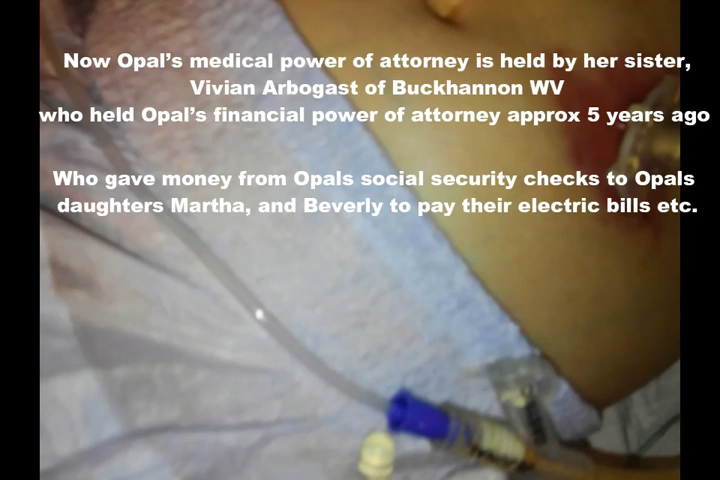 Now Opal's medical power of attorney is held by her sister,
Vivian Arbogast of Buckhannon WV
who held Opal's financial power of attorney approx 5 years ago
Who gave money from Opals social security checks to Opals
daughters Martha, and Beverly to pay their electric bills etc.